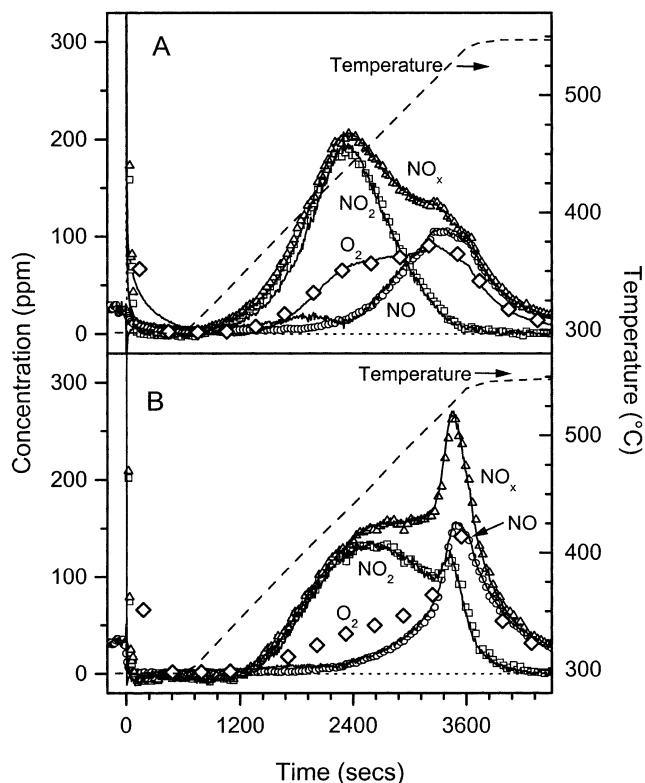 A
300
200
100
0
Temperature
NOx
NO2
O2
NO
500
400
300
B
300
200
100
0
Temperature
NOx
NO
NO2
O2
500
400
300
Concentration (ppm)
Temperature (°C)
0 1200 2400 3600
Time (secs)